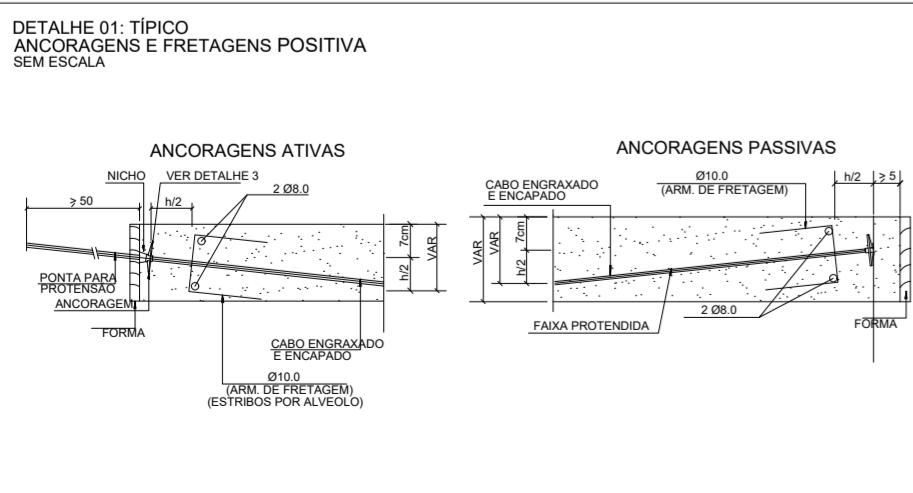 DETALHE 01: TÍPICO
ANCORAGENS E FRETAGENS POSITIVA
SEM ESCALA
ANCORAGENS ATIVAS
NICHO
VER DETALHE 3
2 Ø8.0
≥ 50
h/2
7cm
h/2
VAR
PONTA PARA
PROTENSÃO
ANCORAGEM
FORMA
CABO ENGRAXADO
E ENCAPADO
Ø10.0
(ARM. DE FRETAGEM)
(ESTRIBOS POR ALVEOLO)
ANCORAGENS PASSIVAS
CABO ENGRAXADO
E ENCAPADO
Ø10.0
(ARM. DE FRETAGEM)
h/2
≥ 5
VAR
VAR
7cm
h/2
2 Ø8.0
FAIXA PROTENDIDA
FORMA